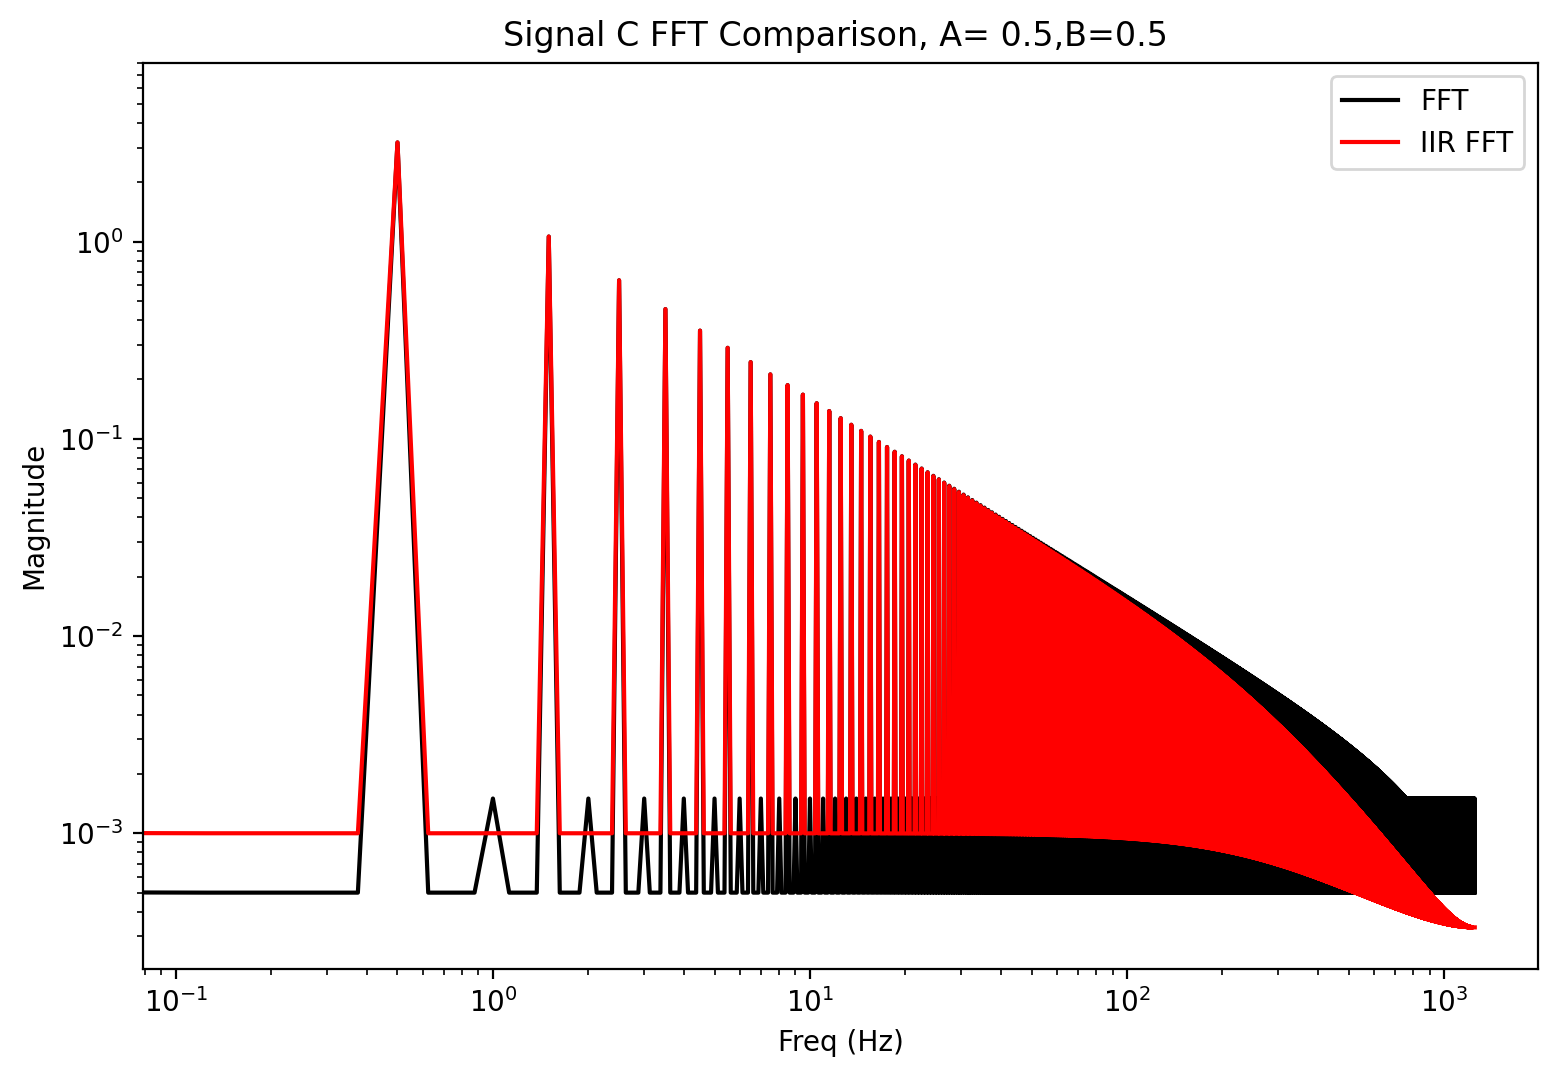 Signal C FFT Comparison, A= 0.5,B=0.5
FFT
IIR FFT
Magnitude
10⁰
10⁻¹
10⁻²
10⁻³
10⁻¹ 10⁰ 10¹ 10² 10³
Freq (Hz)